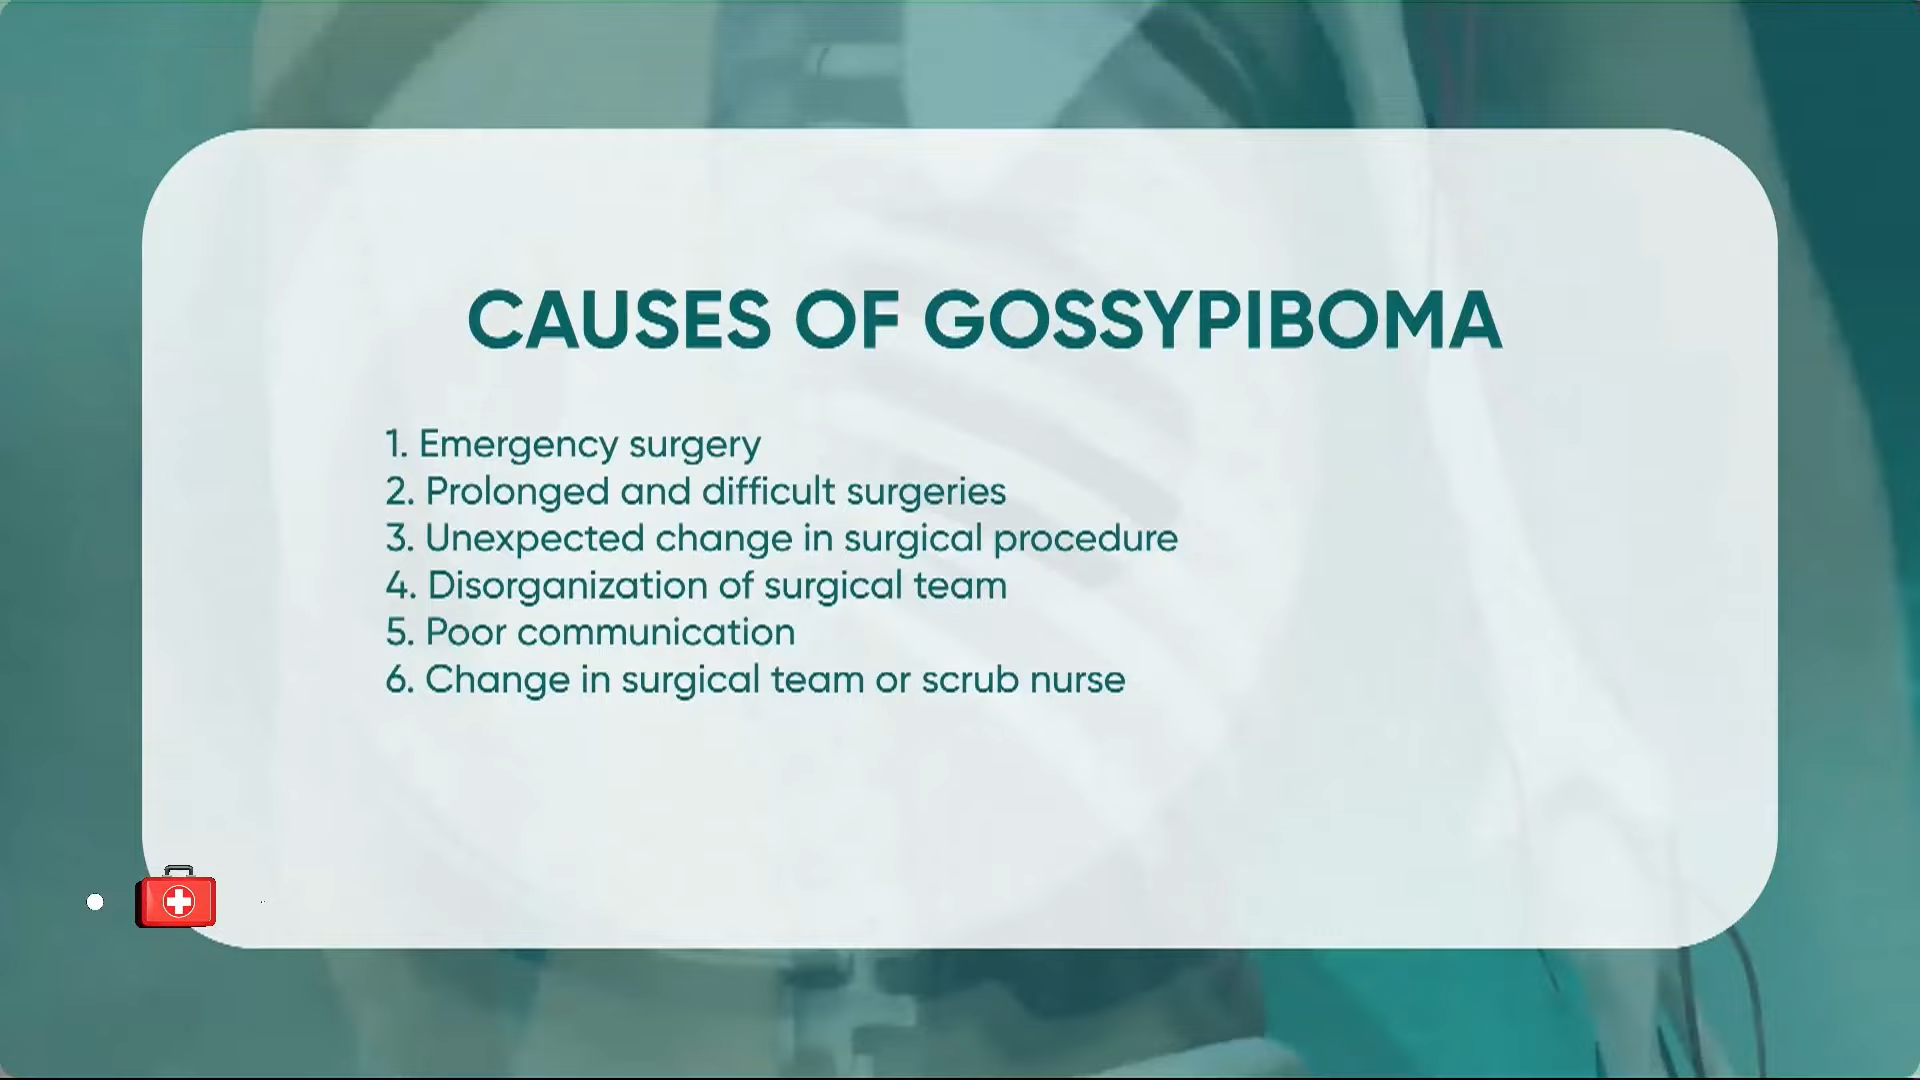 CAUSES OF GOSSYPIBOMA
1. Emergency surgery
2. Prolonged and difficult surgeries
3. Unexpected change in surgical procedure
4. Disorganization of surgical team
5. Poor communication
6. Change in surgical team or scrub nurse